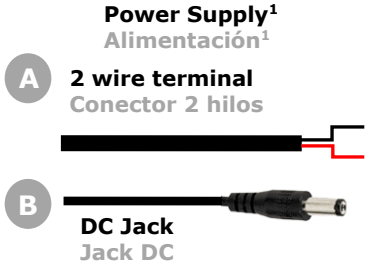 Power Supply¹
Alimentación¹
A
2 wire terminal
Conector 2 hilos
B
DC Jack
Jack DC